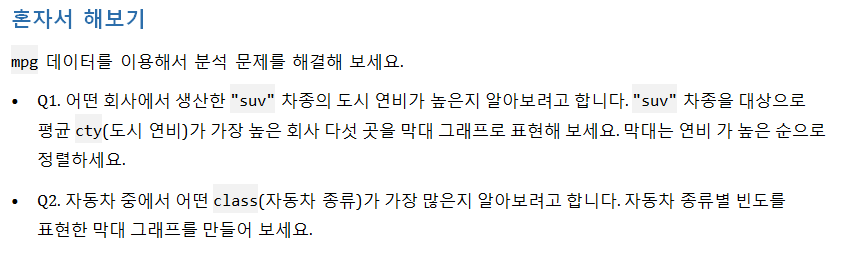 혼자서 해보기
mpg 데이터를 이용해서 분석 문제를 해결해 보세요.
• Q1. 어떤 회사에서 생산한 "suv" 차종의 도시 연비가 높은지 알아보려고 합니다. "suv" 차종을 대상으로
평균 cty(도시 연비)가 가장 높은 회사 다섯 곳을 막대 그래프로 표현해 보세요. 막대는 연비 가 높은 순으로
정렬하세요.
• Q2. 자동차 중에서 어떤 class(자동차 종류)가 가장 많은지 알아보려고 합니다. 자동차 종류별 빈도를
표현한 막대 그래프를 만들어 보세요.